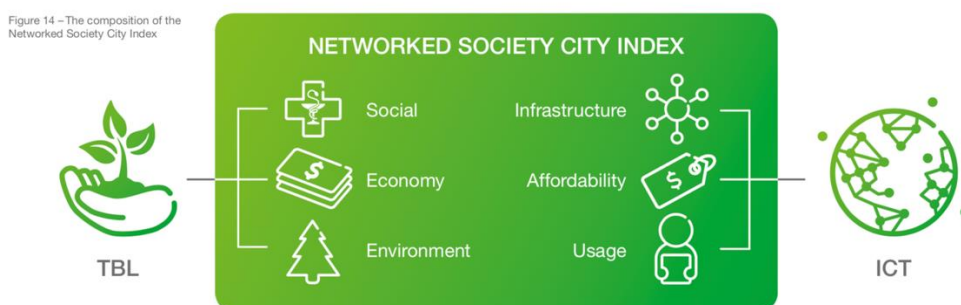 Figure 14 – The composition of the
Networked Society City Index
NETWORKED SOCIETY CITY INDEX
Social
Infrastructure
$
Economy
Affordability
$
Environment
Usage
TBL
ICT